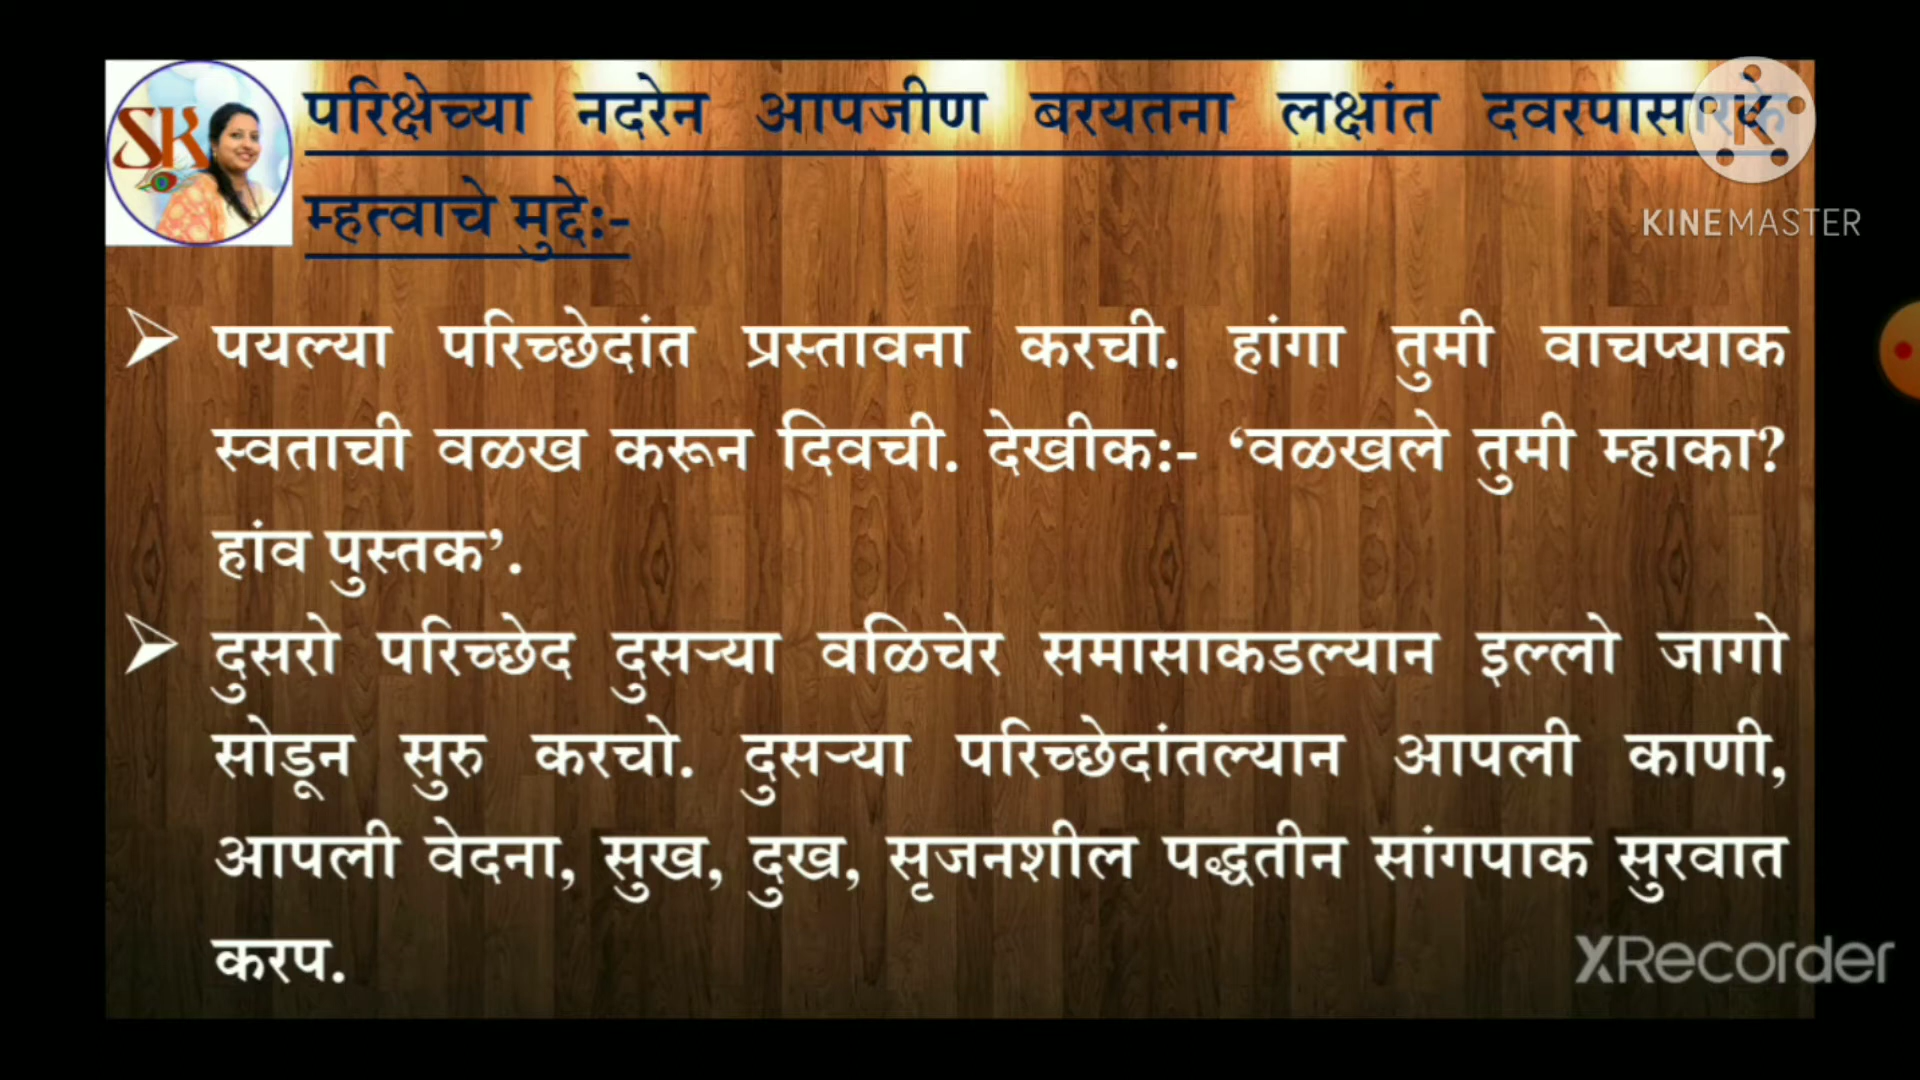 SK
परिक्षेच्या नदरेन आपजीण बरयतना लक्षांत दवरपासारके
म्हत्वाचे मुद्दे:-
K
KINEMASTER
पयल्या परिच्छेदांत प्रस्तावना करची. हांगा तुमी वाचप्याक
स्वताची वळख करून दिवची. देखीक:- ‘वळखले तुमी म्हाका?
हांव पुस्तक’.
दुसरो परिच्छेद दुसऱ्या वळिचेर समासाकडल्यान इल्लो जागो
सोडून सुरु करचो. दुसऱ्या परिच्छेदांतल्यान आपली काणी,
आपली वेदना, सुख, दुख, सृजनशील पद्धतीन सांगपाक सुरवात
करप.
XRecorder